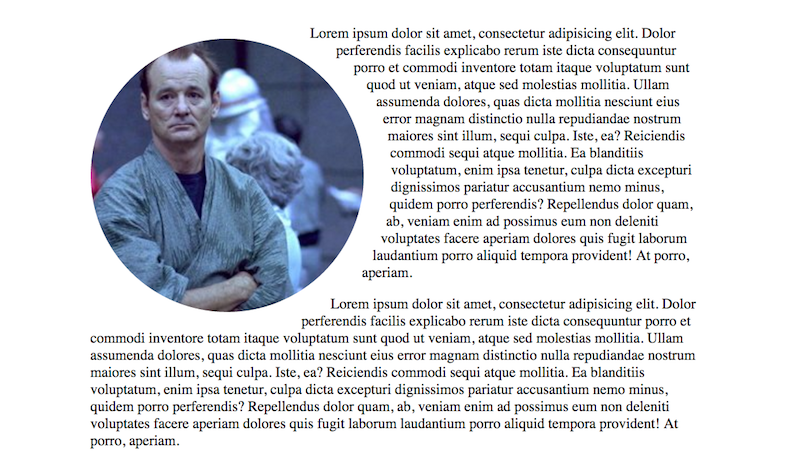 Lorem ipsum dolor sit amet, consectetur adipisicing elit. Dolor
perferendis facilis explicabo rerum iste dicta consequuntur
porro et commodi inventore totam itaque voluptatum sunt
quod ut veniam, atque sed molestias mollitia. Ullam
assumenda dolores, quas dicta mollitia nesciunt eius
error magnam distinctio nulla repudiandae nostrum
maiores sint illum, sequi culpa. Iste, ea? Reiciendis
commodi sequi atque mollitia. Ea blanditiis
voluptatum, enim ipsa tenetur, culpa dicta excepturi
dignissimos pariatur accusantium nemo minus,
quidem porro perferendis? Repellendus dolor quam,
ab, veniam enim ad possimus eum non deleniti
voluptates facere aperiam dolores quis fugit laborum
laudantium porro aliquid tempora provident! At porro,
aperiam.
Lorem ipsum dolor sit amet, consectetur adipisicing elit. Dolor
perferendis facilis explicabo rerum iste dicta consequuntur porro et
commodi inventore totam itaque voluptatum sunt quod ut veniam, atque sed molestias mollitia. Ullam
assumenda dolores, quas dicta mollitia nesciunt eius error magnam distinctio nulla repudiandae nostrum
maiores sint illum, sequi culpa. Iste, ea? Reiciendis commodi sequi atque mollitia. Ea blanditiis
voluptatum, enim ipsa tenetur, culpa dicta excepturi dignissimos pariatur accusantium nemo minus,
quidem porro perferendis? Repellendus dolor quam, ab, veniam enim ad possimus eum non deleniti
voluptates facere aperiam dolores quis fugit laborum laudantium porro aliquid tempora provident! At
porro, aperiam.